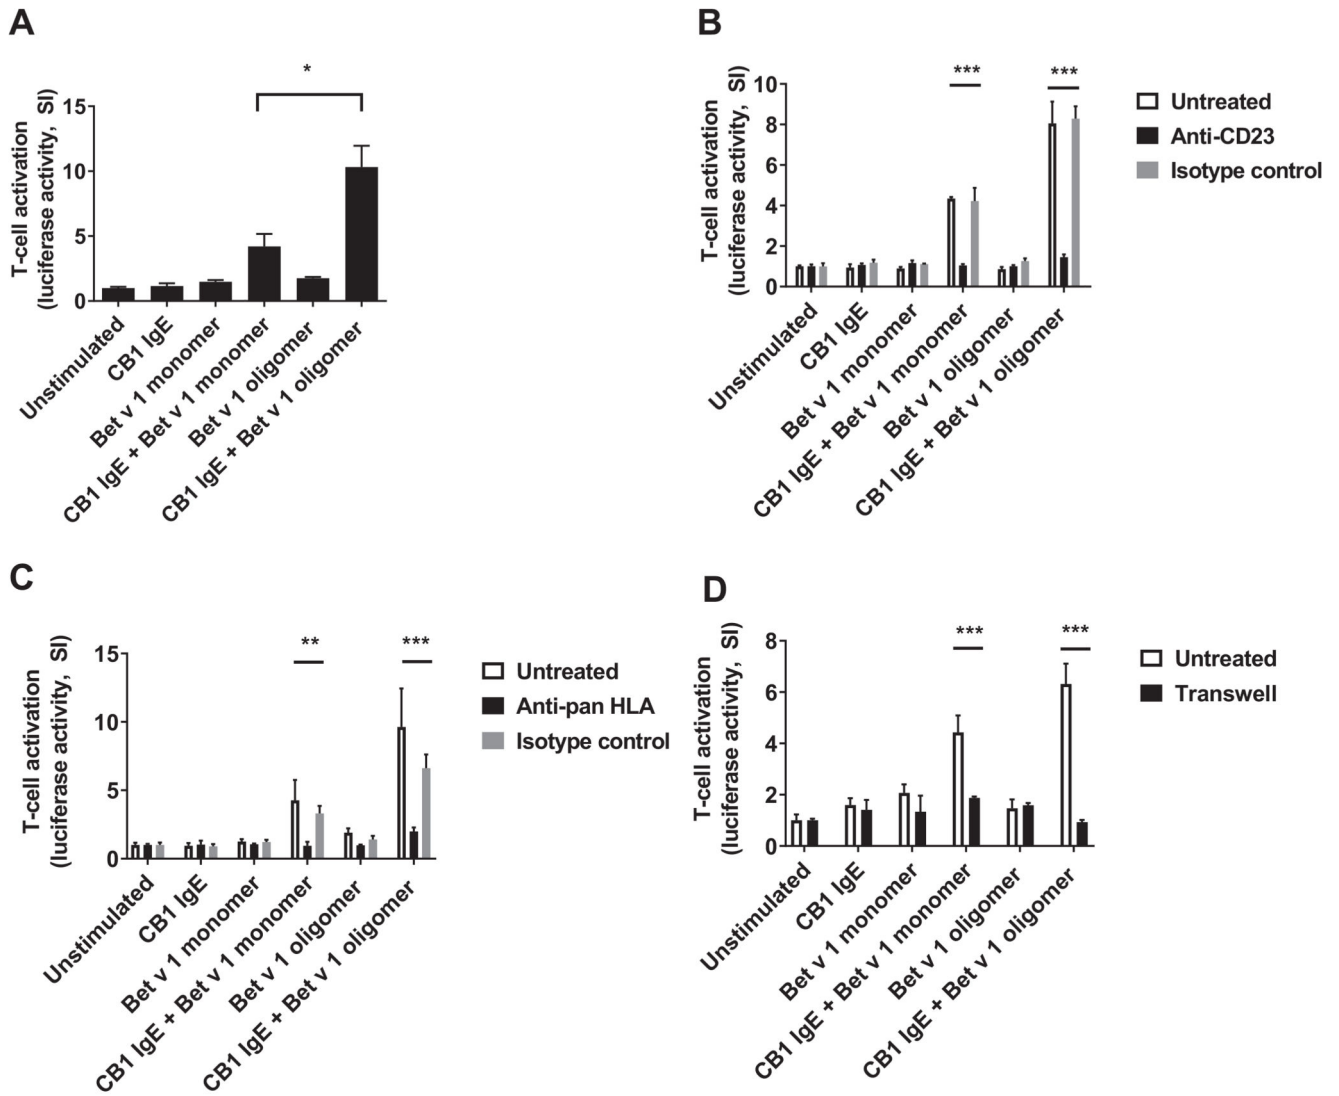 A
T-cell activation
(luciferase activity, SI)
15
10
5
0
*
Unstimulated
CB1 IgE
Bet v 1 monomer
CB1 IgE + Bet v 1 monomer
Bet v 1 oligomer
CB1 IgE + Bet v 1 oligomer
B
T-cell activation
(luciferase activity, SI)
10
8
6
4
2
0
***
***
Untreated
Anti-CD23
Isotype control
Unstimulated
CB1 IgE
Bet v 1 monomer
CB1 IgE + Bet v 1 monomer
Bet v 1 oligomer
CB1 IgE + Bet v 1 oligomer
C
T-cell activation
(luciferase activity, SI)
15
10
5
0
**
***
Untreated
Anti-pan HLA
Isotype control
Unstimulated
CB1 IgE
Bet v 1 monomer
CB1 IgE + Bet v 1 monomer
Bet v 1 oligomer
CB1 IgE + Bet v 1 oligomer
D
T-cell activation
(luciferase activity, SI)
8
6
4
2
0
***
***
Untreated
Transwell
Unstimulated
CB1 IgE
Bet v 1 monomer
CB1 IgE + Bet v 1 monomer
Bet v 1 oligomer
CB1 IgE + Bet v 1 oligomer